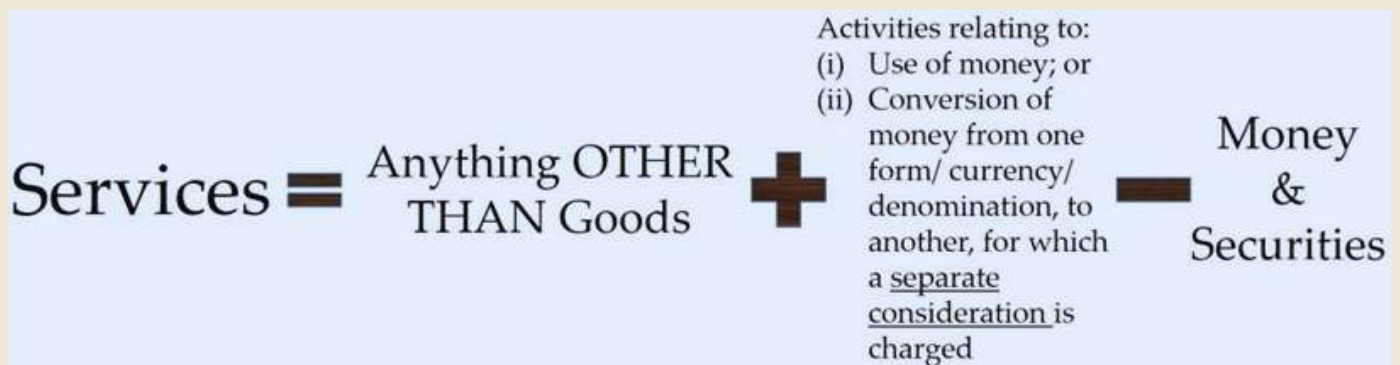 Services = Anything OTHER
THAN Goods
+
Activities relating to:
(i) Use of money; or
(ii) Conversion of
money from one
form/ currency/
denomination, to
another, for which
a separate
consideration is
charged
−
Money
&
Securities